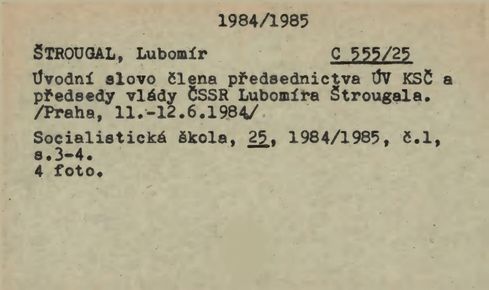 1984/1985
ŠTROUGAL, Lubomír C 555/25
Úvodní slovo člena předsednictva ÚV KSČ a
předsedy vlády ČSSR Lubomíra Štrougala.
/Praha, 11.-12.6.1984/
Socialistická škola, 25, 1984/1985, č.1,
s.3-4.
4 foto.